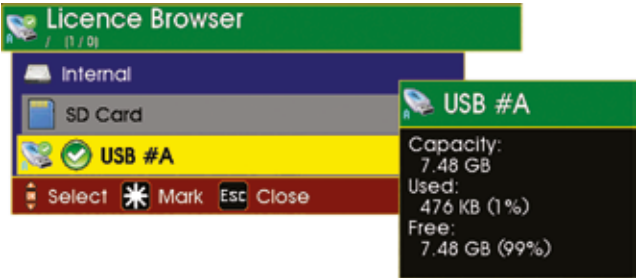 Licence Browser
/ (1/0)
Internal
SD Card
USB #A
Select Mark Esc Close
USB #A
Capacity:
7.48 GB
Used:
476 KB (1%)
Free:
7.48 GB (99%)